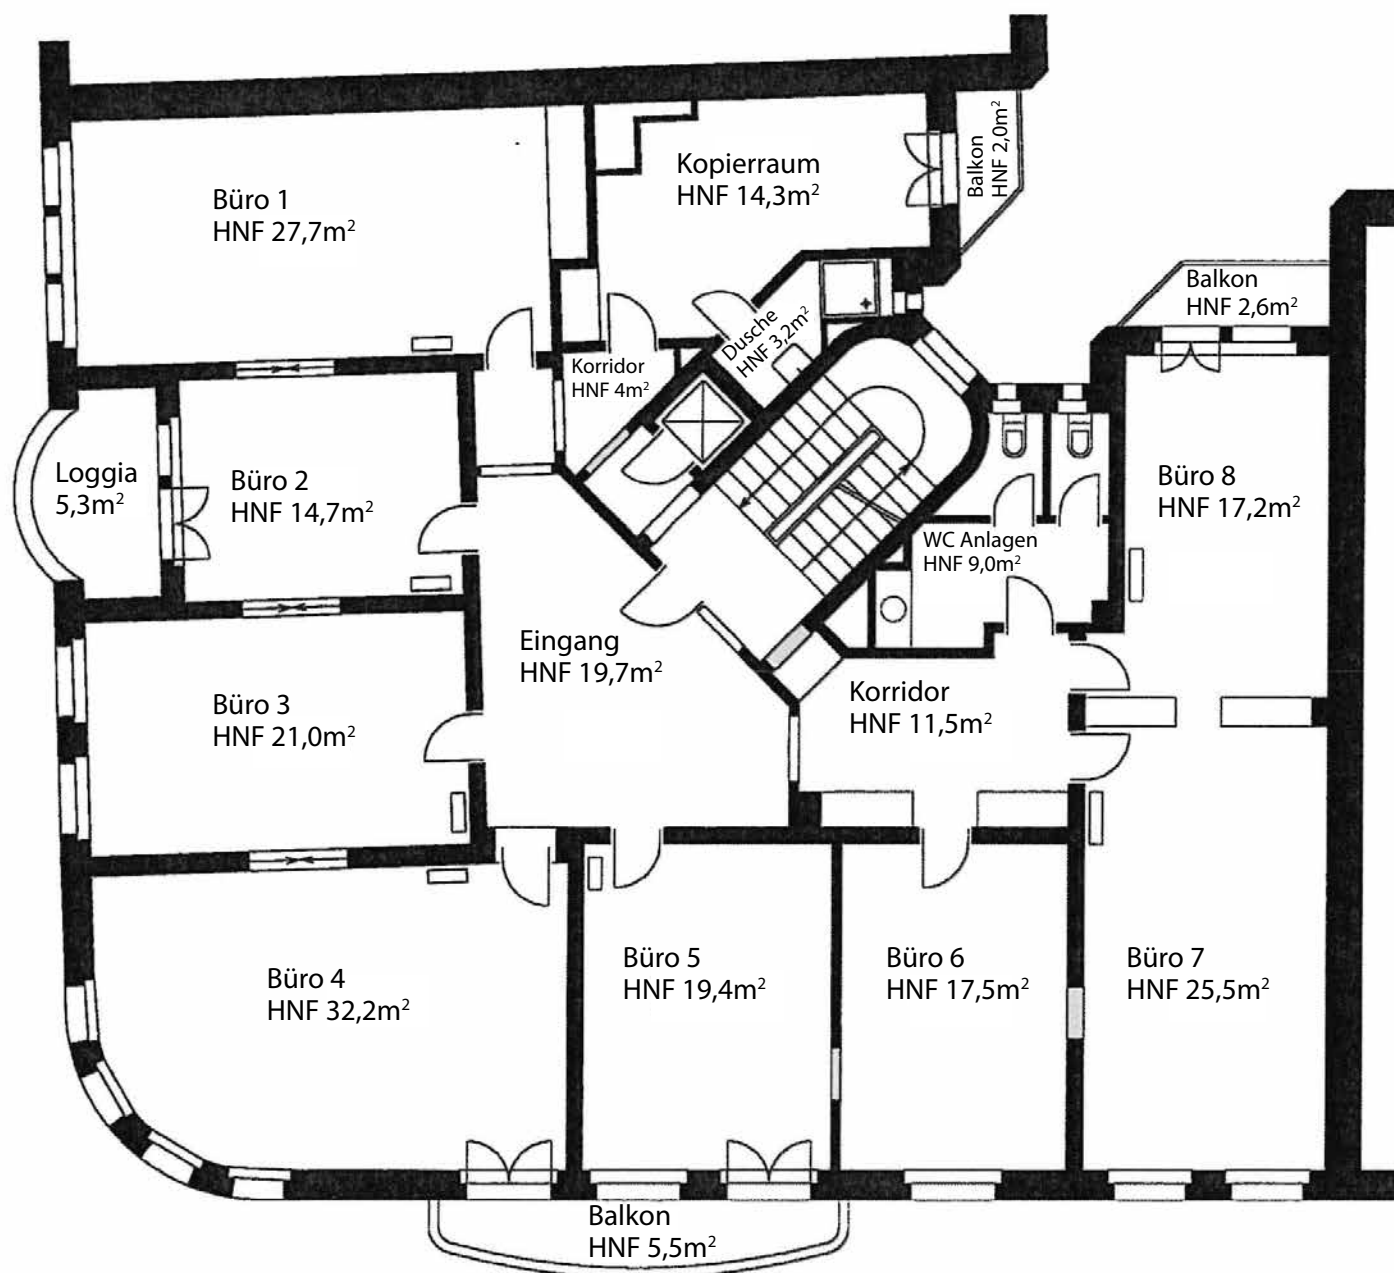 Büro 1
HNF 27,7m²
Kopierraum
HNF 14,3m²
Balkon
HNF 2,0m²
Balkon
HNF 2,6m²
Dusche
HNF 3,2m²
Korridor
HNF 4m²
Loggia
5,3m²
Büro 2
HNF 14,7m²
Büro 8
HNF 17,2m²
WC Anlagen
HNF 9,0m²
Eingang
HNF 19,7m²
Büro 3
HNF 21,0m²
Korridor
HNF 11,5m²
Büro 4
HNF 32,2m²
Büro 5
HNF 19,4m²
Büro 6
HNF 17,5m²
Büro 7
HNF 25,5m²
Balkon
HNF 5,5m²